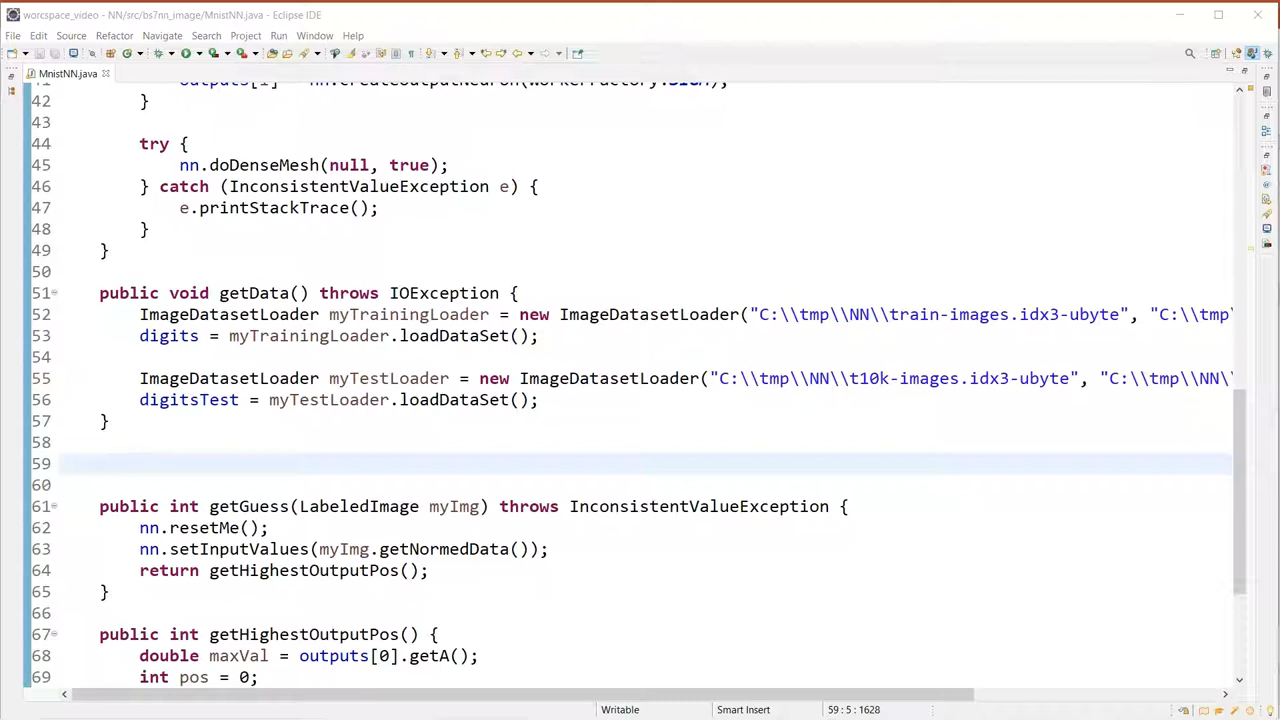 worcspace_video - NN/src/bs7nn_image/MnistNN.java - Eclipse IDE
File Edit Source Refactor Navigate Search Project Run Window Help
MnistNN.java
42 }
43
44 try {
45 nn.doDenseMesh(null, true);
46 } catch (InconsistentValueException e) {
47 e.printStackTrace();
48 }
49 }
50
51 public void getData() throws IOException {
52 ImageDatasetLoader myTrainingLoader = new ImageDatasetLoader("C:\\tmp\\NN\\train-images.idx3-ubyte", "C:\\tmp
53 digits = myTrainingLoader.loadDataSet();
54
55 ImageDatasetLoader myTestLoader = new ImageDatasetLoader("C:\\tmp\\NN\\t10k-images.idx3-ubyte", "C:\\tmp\\NN\
56 digitsTest = myTestLoader.loadDataSet();
57 }
58
59
60
61 public int getGuess(LabeledImage myImg) throws InconsistentValueException {
62 nn.resetMe();
63 nn.setInputValues(myImg.getNormedData());
64 return getHighestOutputPos();
65 }
66
67 public int getHighestOutputPos() {
68 double maxVal = outputs[0].getA();
69 int pos = 0;
Writable Smart Insert 59 : 5 : 1628